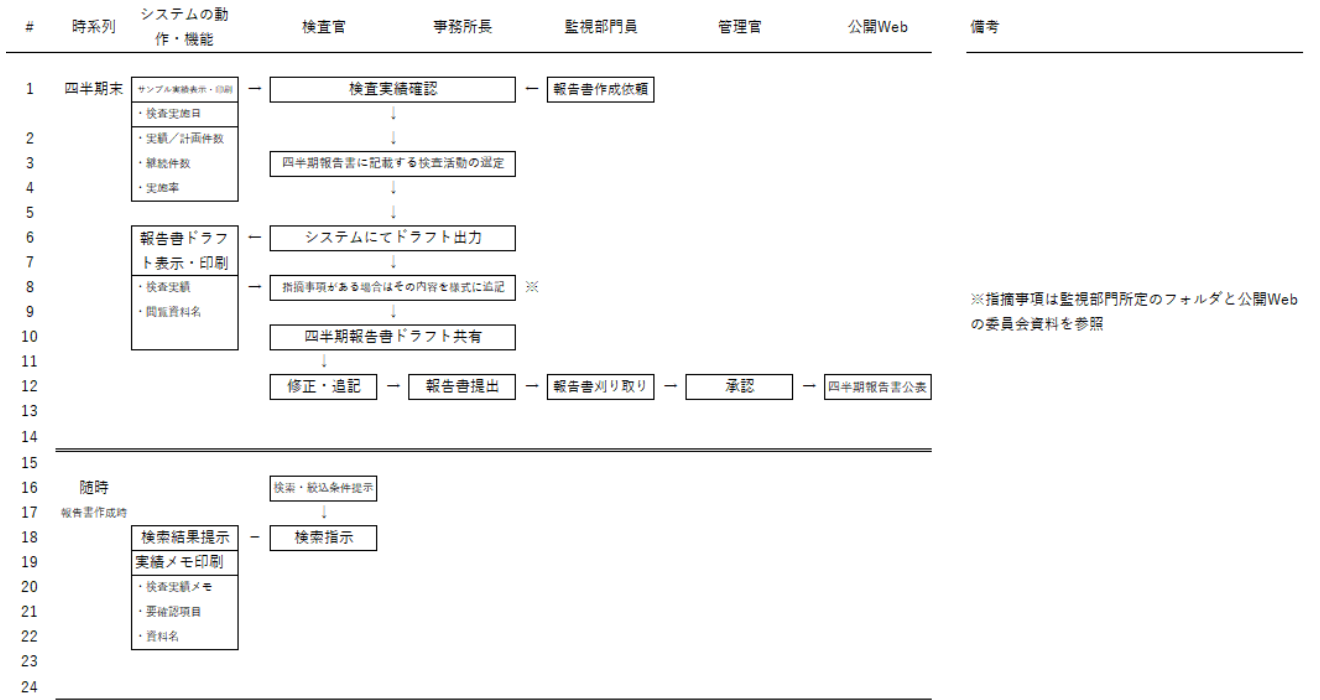 # 時系列 システムの動作・機能 検査官 事務所長 監視部門員 管理官 公開Web 備考
1 四半期末 サンプル実績表示・印刷 → 検査実績確認 ← 報告書作成依頼
・検査実施日 ↓
2 ・実績／計画件数 ↓
3 ・継続件数 四半期報告書に記載する検査活動の選定
4 ・実施率 ↓
5 ↓
6 報告書ドラフ ← システムにてドラフト出力
7 ト表示・印刷 ↓
8 ・検査実績 → 指摘事項がある場合はその内容を様式に追記 ※
9 ・閲覧資料名 ↓
※指摘事項は監視部門所定のフォルダと公開Web
の委員会資料を参照
10 四半期報告書ドラフト共有
11 ↓
12 修正・追記 → 報告書提出 → 報告書刈り取り → 承認 → 四半期報告書公表
13
14
15
16 随時 検索・絞込条件提示
17 報告書作成時 ↓
18 検索結果提示 − 検索指示
19 実績メモ印刷
20 ・検査実績メモ
21 ・要確認項目
22 ・資料名
23
24